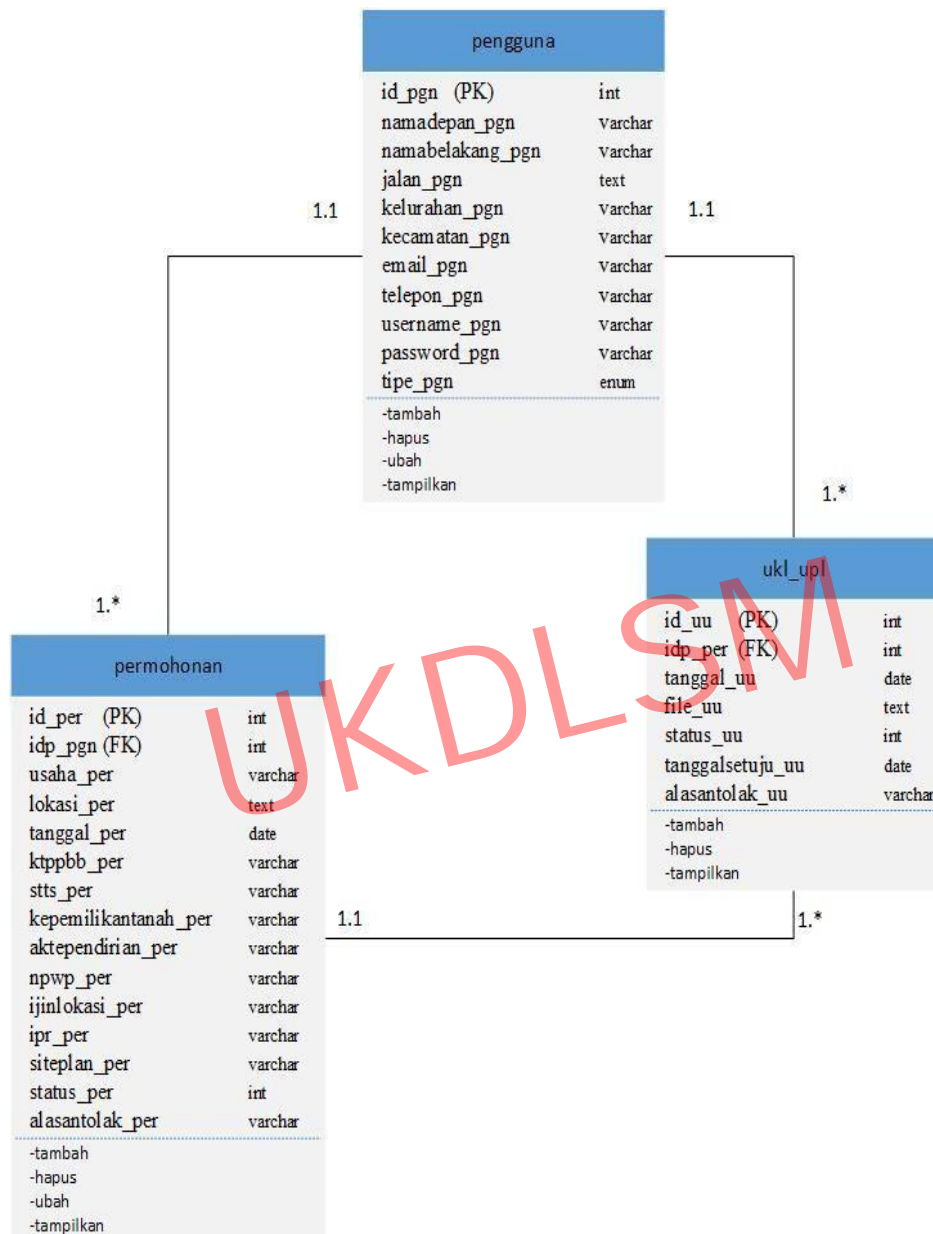 pengguna
id_pgn (PK) int
namadepan_pgn Varchar
namabelakang_pgn Varchar
jalan_pgn text
kelurahan_pgn Varchar
kecamatan_pgn Varchar
email_pgn Varchar
telepon_pgn Varchar
username_pgn Varchar
password_pgn Varchar
tipe_pgn enum
-tambah
-hapus
-ubah
-tampilkan
1.1
1.1
1.*
1.*
ukl_upl
id_uu (PK) int
idp_per (FK) int
tanggal_uu date
file_uu text
status_uu int
tanggalsetuju_uu date
alasantolak_uu varchar
-tambah
-hapus
-tampilkan
permohonan
id_per (PK) int
idp_pgn (FK) int
usaha_per varchar
lokasi_per text
tanggal_per date
ktppbb_per varchar
stts_per varchar
kepemilikantanah_per varchar
aktependirian_per varchar
npwp_per varchar
ijinlokasi_per varchar
ipr_per varchar
siteplan_per varchar
status_per int
alasantolak_per varchar
-tambah
-hapus
-ubah
-tampilkan
1.1
1.*
UKDLSM